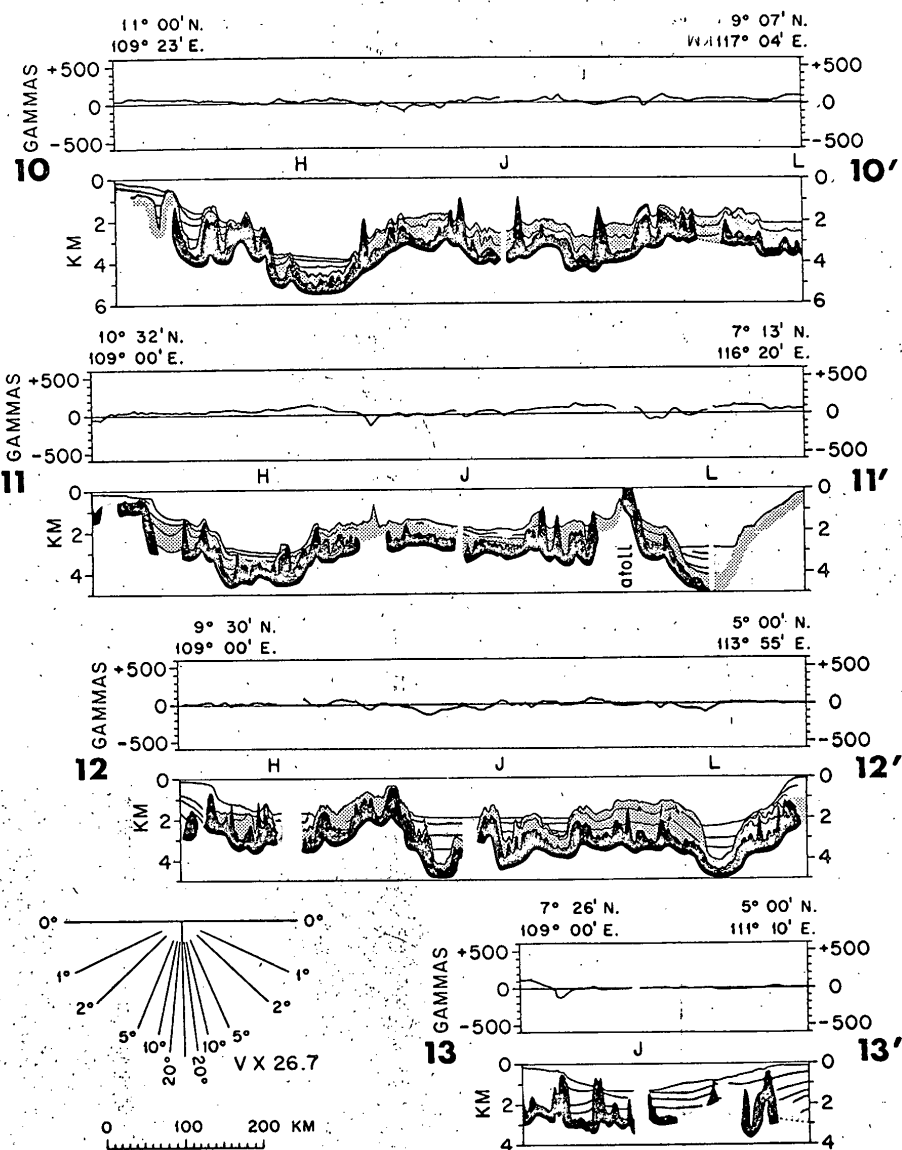 11° 00' N. 9° 07' N.
109° 23' E. 117° 04' E.
GAMMAS
+500 +500
0 0
-500 -500
H J L
10 10'
KM
0 0
2 2
4 4
6 6
10° 32' N. 7° 13' N.
109° 00' E. 116° 20' E.
GAMMAS
+500 +500
0 0
-500 -500
H J L
11 11'
KM
0 0
2 2
4 4
atoll
9° 30' N. 5° 00' N.
109° 00' E. 113° 55' E.
GAMMAS
+500 +500
0 0
-500 -500
H J L
12 12'
KM
0 0
2 2
4 4
7° 26' N. 5° 00' N.
109° 00' E. 111° 10' E.
GAMMAS
+500 +500
0 0
-500 -500
13 J 13'
KM
0 0
2 2
4 4
0° 0°
1° 1°
2° 2°
5° 10° 20° 20° 10° 5°
V X 26.7
0 100 200 KM